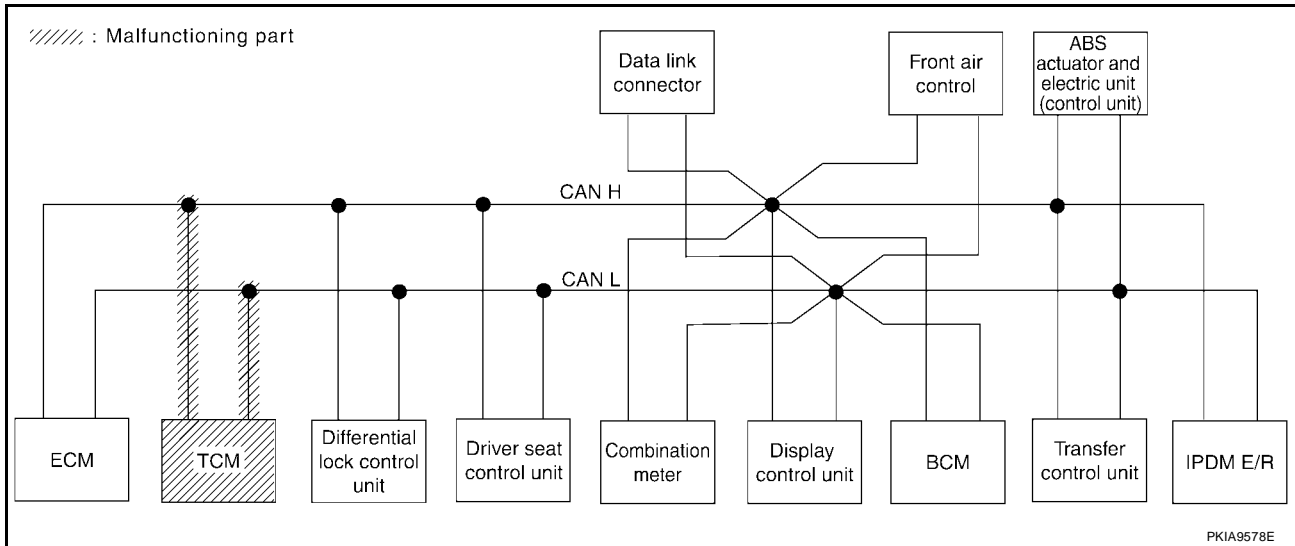 : Malfunctioning part
Data link
connector
Front air
control
ABS
actuator and
electric unit
(control unit)
CAN H
CAN L
ECM
TCM
Differential
lock control
unit
Driver seat
control unit
Combination
meter
Display
control unit
BCM
Transfer
control unit
IPDM E/R
PKIA9578E